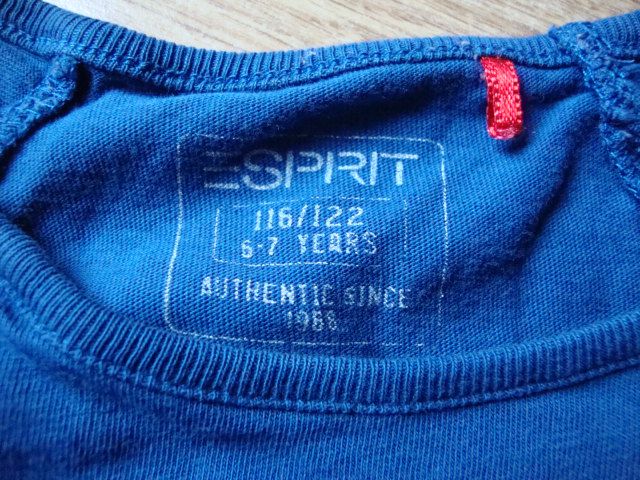 ESPRIT
116/122
6-7 YEARS
AUTHENTIC SINCE
1968